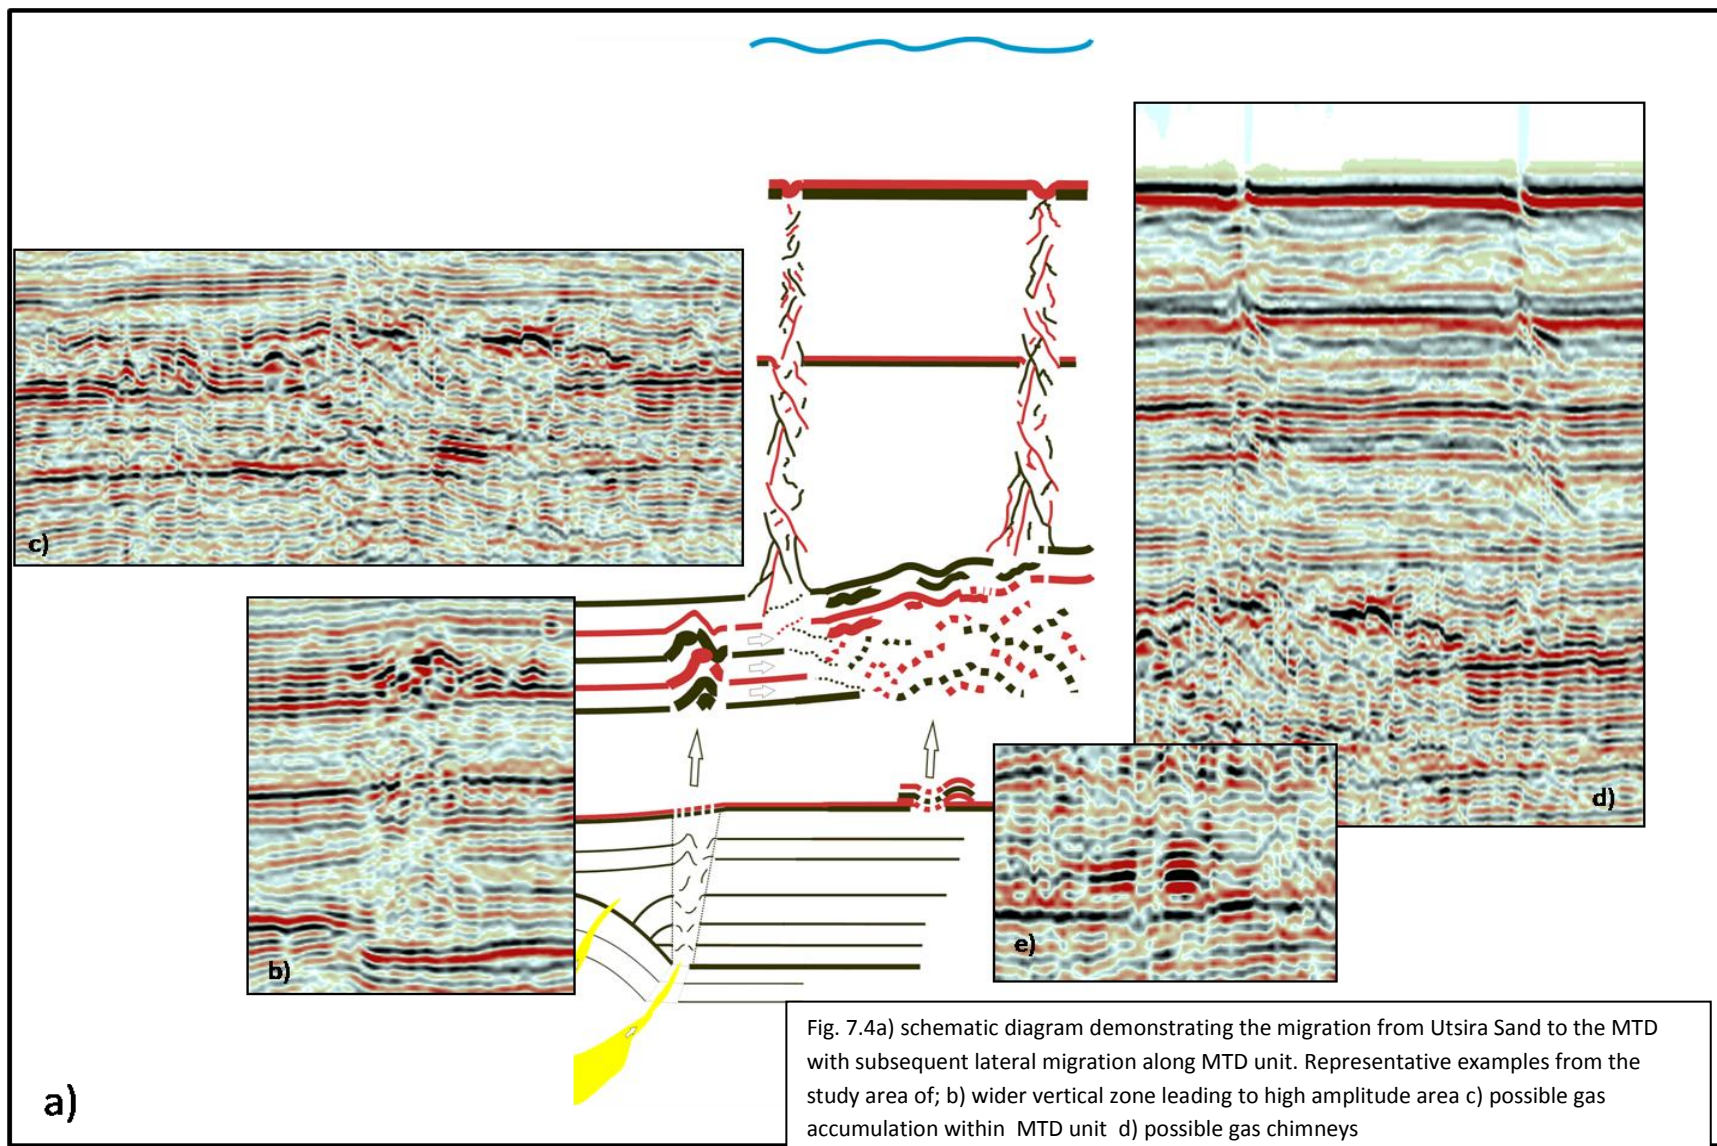 c)
b)
d)
e)
a)
Fig. 7.4a) schematic diagram demonstrating the migration from Utsira Sand to the MTD
with subsequent lateral migration along MTD unit. Representative examples from the
study area of; b) wider vertical zone leading to high amplitude area c) possible gas
accumulation within MTD unit d) possible gas chimneys